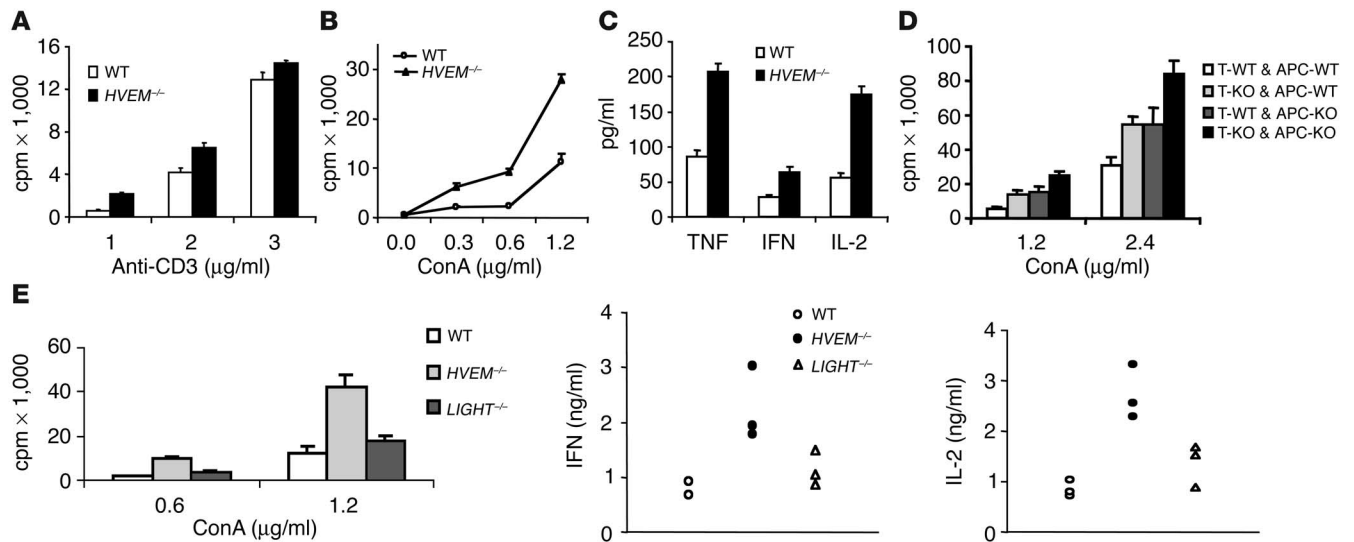 A
cpm × 1,000
16
12
8
4
0
WT
HVEM–/–
1 2 3
Anti-CD3 (μg/ml)
B
cpm × 1,000
30
20
10
0
WT
HVEM–/–
0.0 0.3 0.6 1.2
ConA (μg/ml)
C
pg/ml
250
200
150
100
50
0
WT
HVEM–/–
TNF IFN IL-2
D
cpm × 1,000
100
80
60
40
20
0
T-WT & APC-WT
T-KO & APC-WT
T-WT & APC-KO
T-KO & APC-KO
1.2 2.4
ConA (μg/ml)
E
cpm × 1,000
60
40
20
0
WT
HVEM–/–
LIGHT–/–
0.6 1.2
ConA (μg/ml)
IFN (ng/ml)
4
3
2
1
0
WT
HVEM–/–
LIGHT–/–
IL-2 (ng/ml)
4
3
2
1
0